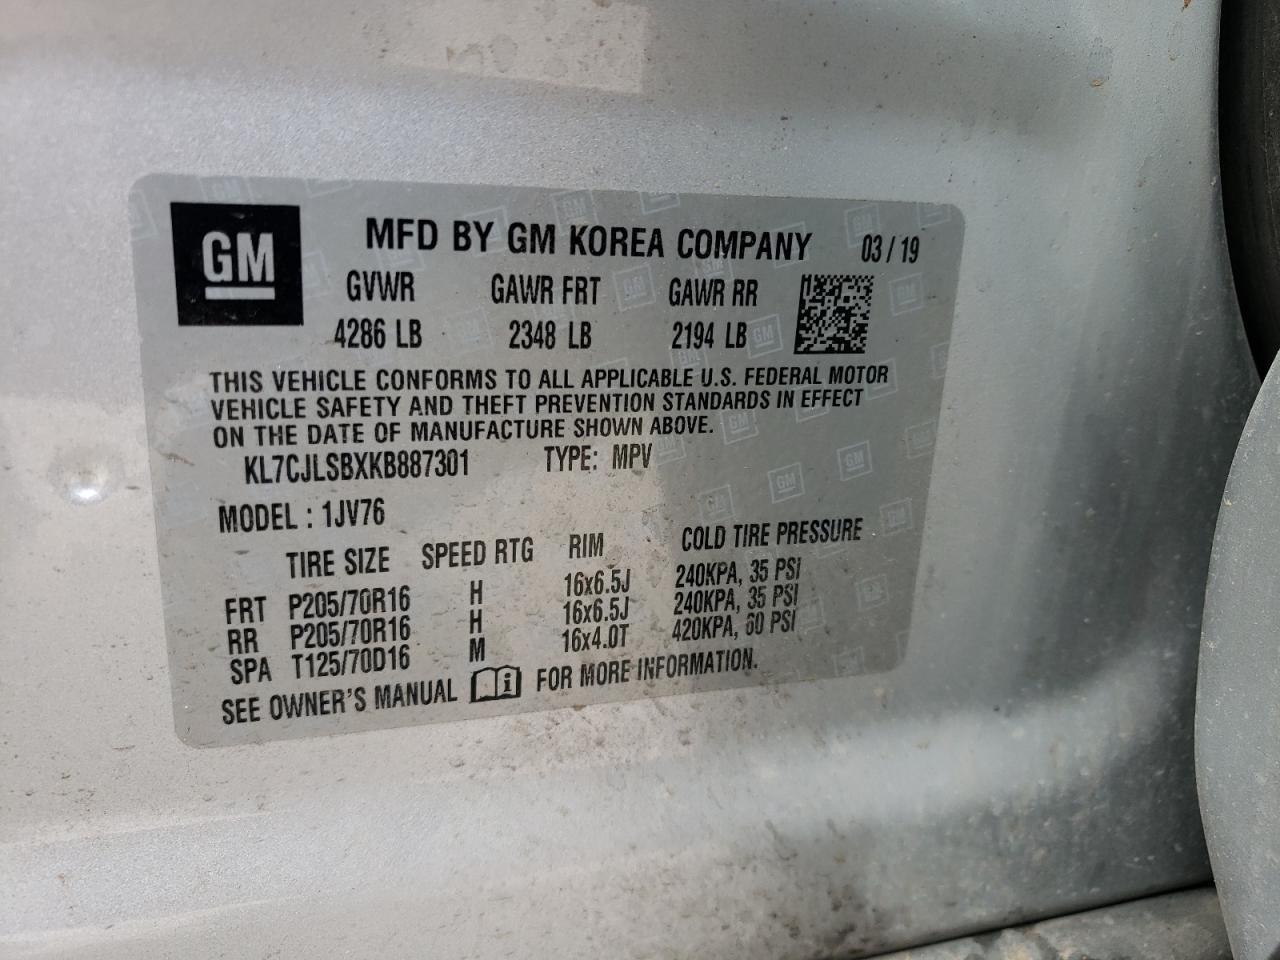 GM
MFD BY GM KOREA COMPANY 03 / 19
GVWR GAWR FRT GAWR RR
4286 LB 2348 LB 2194 LB
THIS VEHICLE CONFORMS TO ALL APPLICABLE U.S. FEDERAL MOTOR
VEHICLE SAFETY AND THEFT PREVENTION STANDARDS IN EFFECT
ON THE DATE OF MANUFACTURE SHOWN ABOVE.
KL7CJLSBXKB887301 TYPE: MPV
MODEL : 1JV76
TIRE SIZE SPEED RTG RIM COLD TIRE PRESSURE
FRT P205/70R16 H 16x6.5J 240KPA, 35 PSI
RR P205/70R16 H 16x6.5J 240KPA, 35 PSI
SPA T125/70D16 M 16x4.0T 420KPA, 60 PSI
SEE OWNER'S MANUAL i FOR MORE INFORMATION.